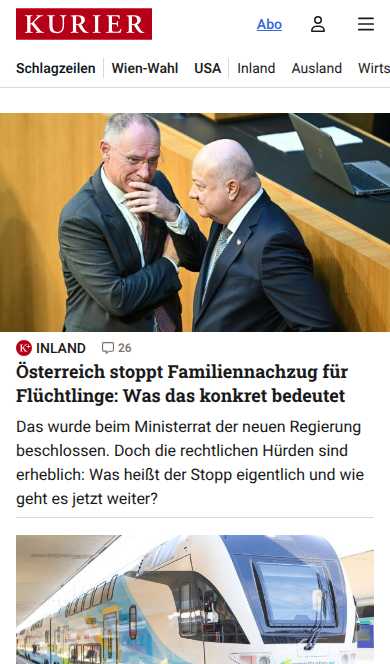 KURIER
Abo
Schlagzeilen Wien-Wahl USA Inland Ausland Wirts
K+ INLAND 26
Österreich stoppt Familiennachzug für
Flüchtlinge: Was das konkret bedeutet
Das wurde beim Ministerrat der neuen Regierung
beschlossen. Doch die rechtlichen Hürden sind
erheblich: Was heißt der Stopp eigentlich und wie
geht es jetzt weiter?